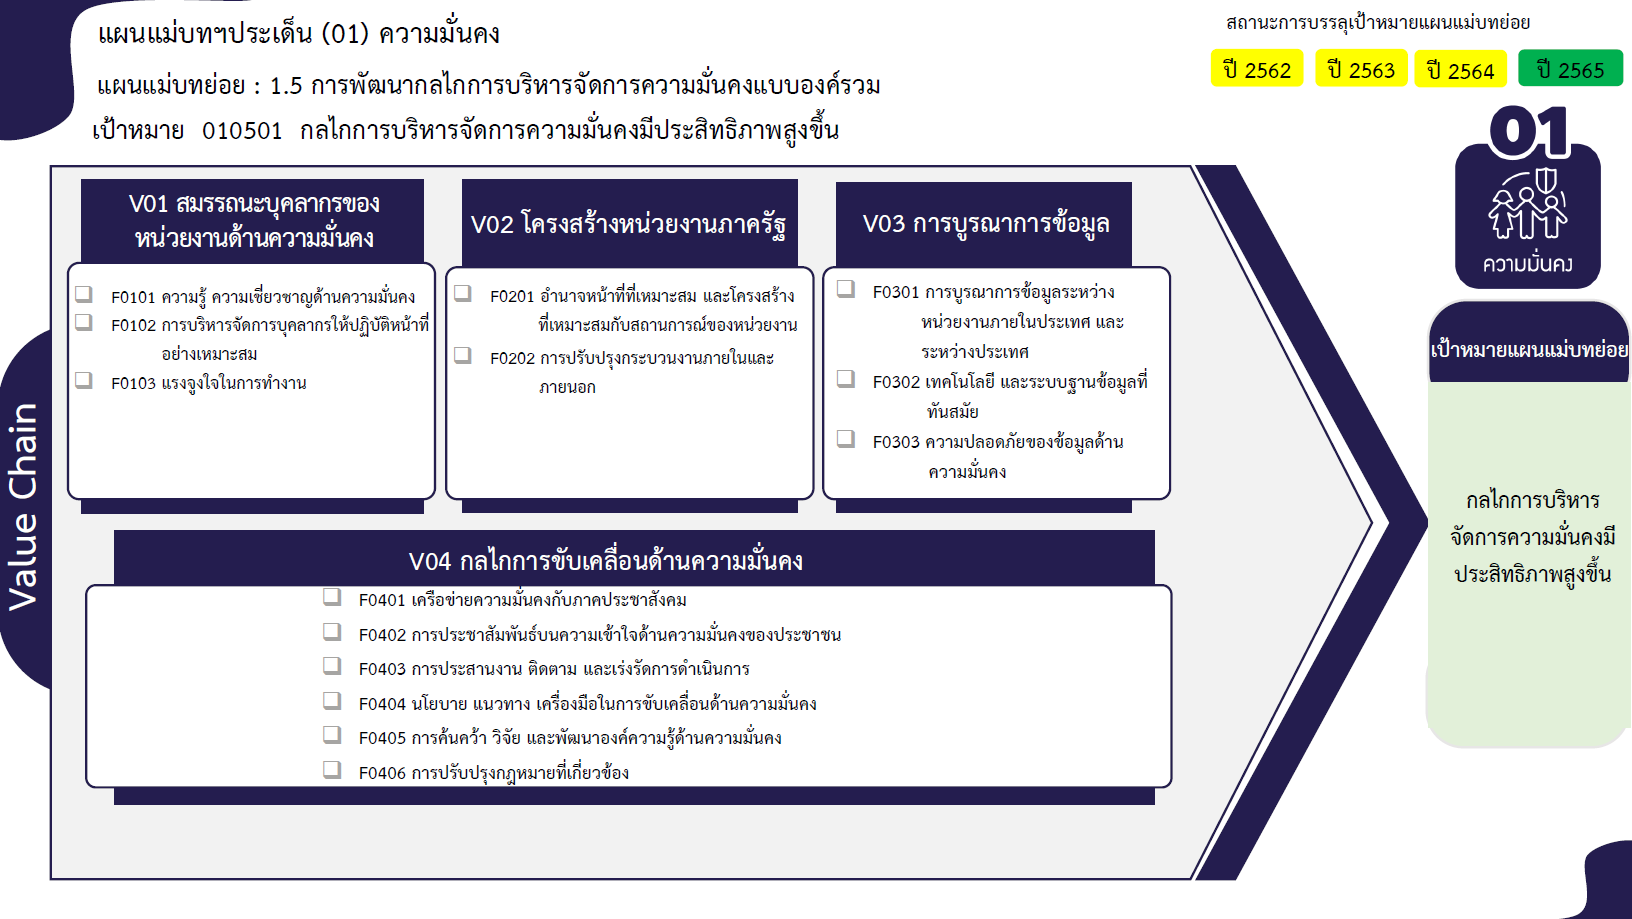 แผนแม่บทฯประเด็น (01) ความมั่นคง
แผนแม่บทย่อย : 1.5 การพัฒนากลไกการบริหารจัดการความมั่นคงแบบองค์รวม
เป้าหมาย 010501 กลไกการบริหารจัดการความมั่นคงมีประสิทธิภาพสูงขึ้น
สถานะการบรรลุเป้าหมายแผนแม่บทย่อย
ปี 2562 ปี 2563 ปี 2564 ปี 2565
01
ความมั่นคง
Value Chain
V01 สมรรถนะบุคลากรของ
หน่วยงานด้านความมั่นคง
F0101 ความรู้ ความเชี่ยวชาญด้านความมั่นคง
F0102 การบริหารจัดการบุคลากรให้ปฏิบัติหน้าที่
อย่างเหมาะสม
F0103 แรงจูงใจในการทำงาน
V02 โครงสร้างหน่วยงานภาครัฐ
F0201 อำนาจหน้าที่ที่เหมาะสม และโครงสร้าง
ที่เหมาะสมกับสถานการณ์ของหน่วยงาน
F0202 การปรับปรุงกระบวนงานภายในและ
ภายนอก
V03 การบูรณาการข้อมูล
F0301 การบูรณาการข้อมูลระหว่าง
หน่วยงานภายในประเทศ และ
ระหว่างประเทศ
F0302 เทคโนโลยี และระบบฐานข้อมูลที่
ทันสมัย
F0303 ความปลอดภัยของข้อมูลด้าน
ความมั่นคง
V04 กลไกการขับเคลื่อนด้านความมั่นคง
F0401 เครือข่ายความมั่นคงกับภาคประชาสังคม
F0402 การประชาสัมพันธ์บนความเข้าใจด้านความมั่นคงของประชาชน
F0403 การประสานงาน ติดตาม และเร่งรัดการดำเนินการ
F0404 นโยบาย แนวทาง เครื่องมือในการขับเคลื่อนด้านความมั่นคง
F0405 การค้นคว้า วิจัย และพัฒนาองค์ความรู้ด้านความมั่นคง
F0406 การปรับปรุงกฎหมายที่เกี่ยวข้อง
เป้าหมายแผนแม่บทย่อย
กลไกการบริหาร
จัดการความมั่นคงมี
ประสิทธิภาพสูงขึ้น